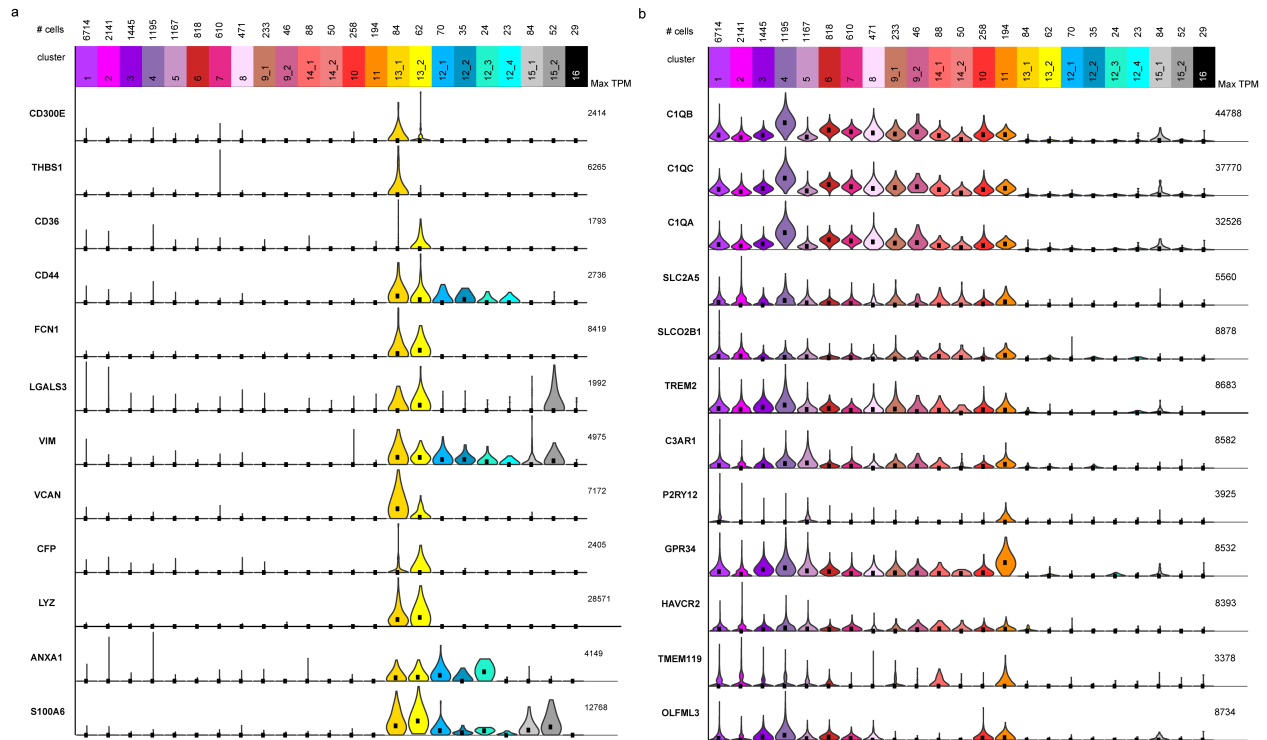 a
# cells 6714 2141 1445 1195 1167 818 610 471 233 46 88 50 258 194 84 62 70 35 24 23 84 52 29
cluster 1 2 3 4 5 6 7 8 9_1 9_2 14_1 14_2 10 11 13_1 13_2 12_1 12_2 12_3 12_4 15_1 15_2 16 Max TPM
CD300E 2414
THBS1 6265
CD36 1793
CD44 2736
FCN1 8419
LGALS3 1992
VIM 4975
VCAN 7172
CFP 2405
LYZ 28571
ANXA1 4149
S100A6 12768
b
# cells 6714 2141 1445 1195 1167 818 610 471 233 46 88 50 258 194 84 62 70 35 24 23 84 52 29
cluster 1 2 3 4 5 6 7 8 9_1 9_2 14_1 14_2 10 11 13_1 13_2 12_1 12_2 12_3 12_4 15_1 15_2 16 Max TPM
C1QB 44788
C1QC 37770
C1QA 32526
SLC2A5 5560
SLCO2B1 8878
TREM2 8683
C3AR1 8582
P2RY12 3925
GPR34 8532
HAVCR2 8393
TMEM119 3378
OLFML3 8734